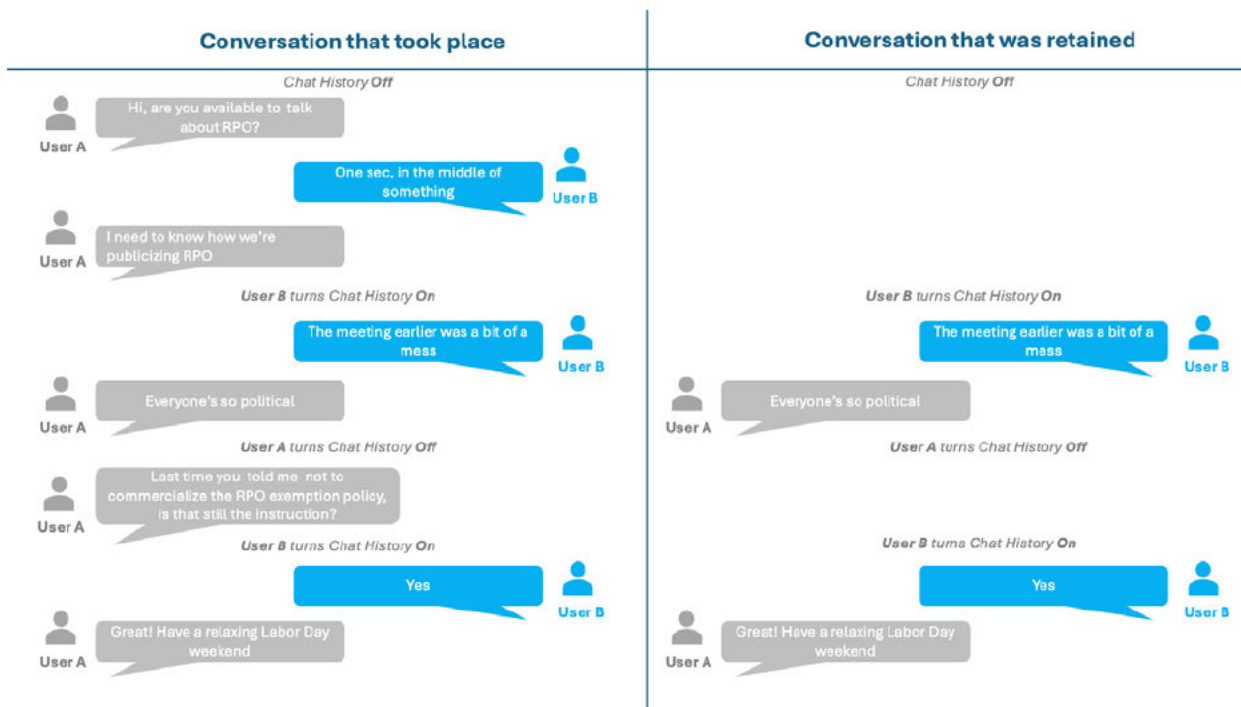 Conversation that took place
Chat History Off
Hi, are you available to talk
about RPO?
User A
One sec, in the middle of
something
User B
I need to know how we're
publicizing RPO
User A
User B turns Chat History On
The meeting earlier was a bit of a
mess
User B
Everyone's so political
User A
User A turns Chat History Off
Last time you told me not to
commercialize the RPO exemption policy,
is that still the instruction?
User A
User B turns Chat History On
Yes
User B
Great! Have a relaxing Labor Day
weekend
User A
Conversation that was retained
Chat History Off
User B turns Chat History On
The meeting earlier was a bit of a
mess
User B
Everyone's so political
User A
User A turns Chat History Off
User B turns Chat History On
Yes
User B
Great! Have a relaxing Labor Day
weekend
User A